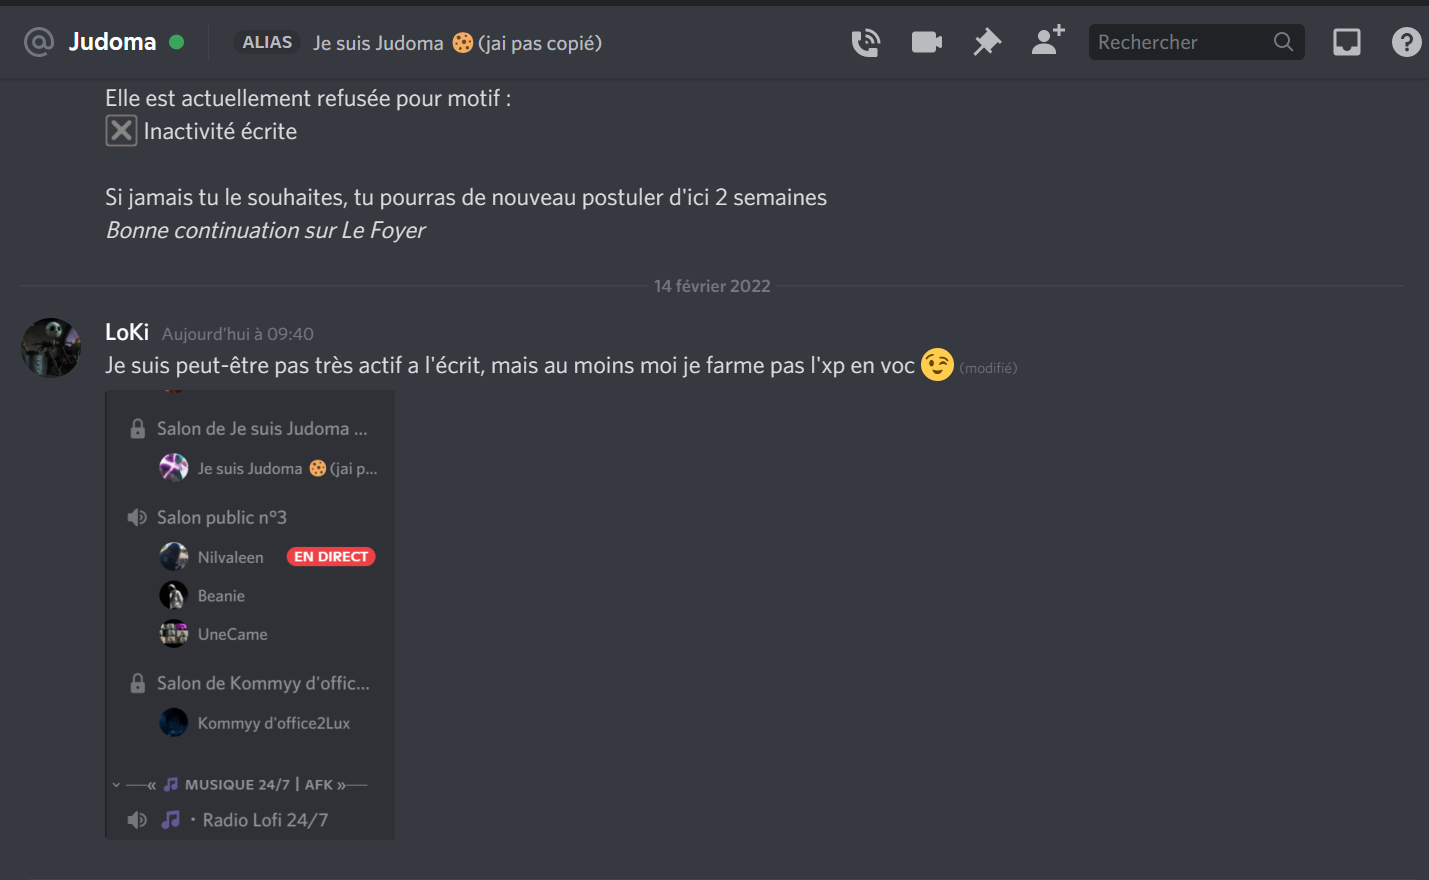 Judoma ALIAS Je suis Judoma 🍪(jai pas copié) Rechercher
Elle est actuellement refusée pour motif :
Inactivité écrite
Si jamais tu le souhaites, tu pourras de nouveau postuler d'ici 2 semaines
Bonne continuation sur Le Foyer
14 février 2022
LoKi Aujourd'hui à 09:40
Je suis peut-être pas très actif a l'écrit, mais au moins moi je farme pas l'xp en voc 😉 (modifié)
Salon de Je suis Judoma ...
Je suis Judoma 🍪(jai p...
Salon public n°3
Nilvaleen EN DIRECT
Beanie
UneCame
Salon de Kommyy d'offic...
Kommyy d'office2Lux
──« 🎵 MUSIQUE 24/7 | AFK »──
🎵・Radio Lofi 24/7